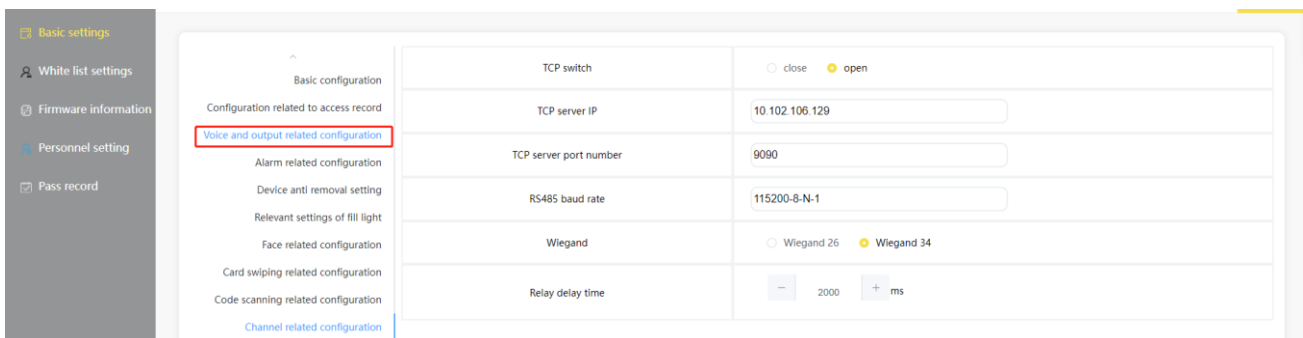 Basic settings
White list settings
Firmware information
Personnel setting
Pass record
Basic configuration
Configuration related to access record
Voice and output related configuration
Alarm related configuration
Device anti removal setting
Relevant settings of fill light
Face related configuration
Card swiping related configuration
Code scanning related configuration
Channel related configuration
TCP switch close open
TCP server IP 10.102.106.129
TCP server port number 9090
RS485 baud rate 115200-8-N-1
Wiegand Wiegand 26 Wiegand 34
Relay delay time − 2000 + ms